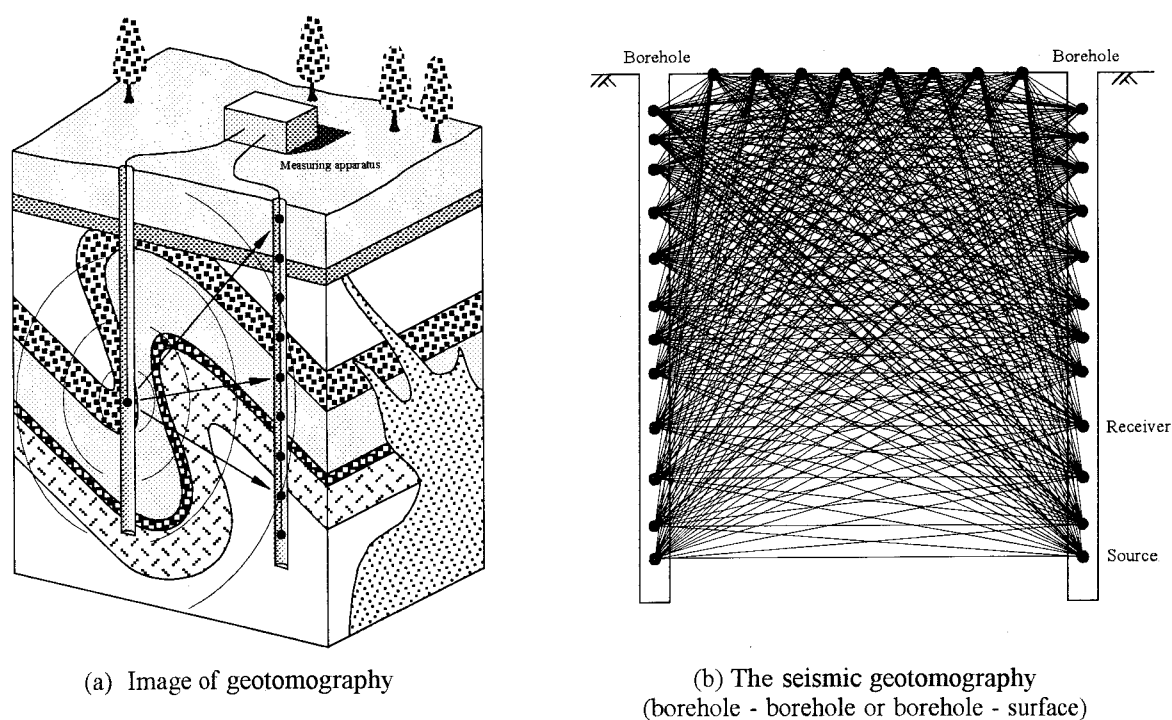 Measuring apparatus
(a) Image of geotomography
Borehole
Borehole
Receiver
Source
(b) The seismic geotomography
(borehole - borehole or borehole - surface)